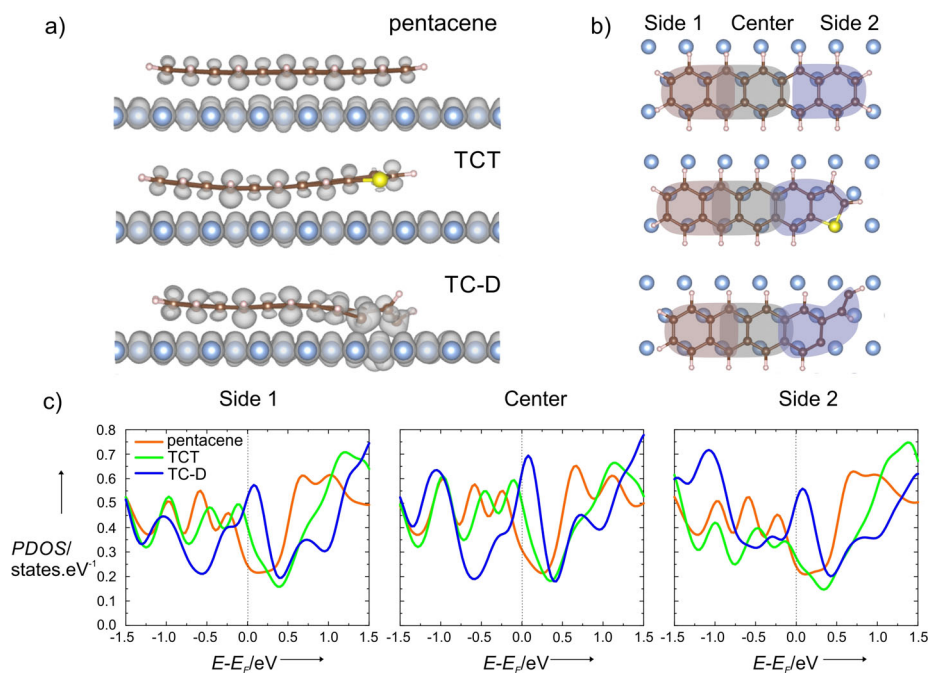 a)
pentacene
TCT
TC-D
b)
Side 1 Center Side 2
c)
Side 1 Center Side 2
pentacene
TCT
TC-D
PDOS/
states.eV⁻¹
0.8
0.7
0.6
0.5
0.4
0.3
0.2
0.1
0.0
-1.5 -1.0 -0.5 0.0 0.5 1.0 1.5
-1.5 -1.0 -0.5 0.0 0.5 1.0 1.5
-1.5 -1.0 -0.5 0.0 0.5 1.0 1.5
E-E_F/eV
E-E_F/eV
E-E_F/eV